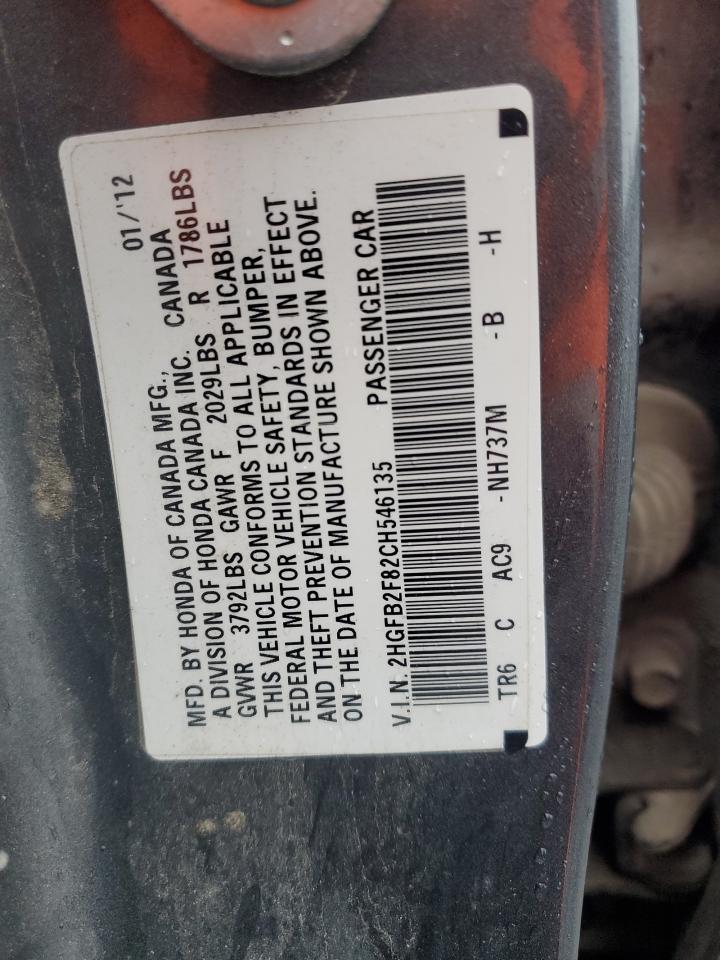 01/'12
MFD. BY HONDA OF CANADA MFG.,
A DIVISION OF HONDA CANADA INC. CANADA
GVWR 3792LBS GAWR F 2029LBS R 1786LBS
THIS VEHICLE CONFORMS TO ALL APPLICABLE
FEDERAL MOTOR VEHICLE SAFETY, BUMPER,
AND THEFT PREVENTION STANDARDS IN EFFECT
ON THE DATE OF MANUFACTURE SHOWN ABOVE.
V.I.N. 2HGFB2F82CH546135 PASSENGER CAR
TR6 C AC9 -NH737M -B -H